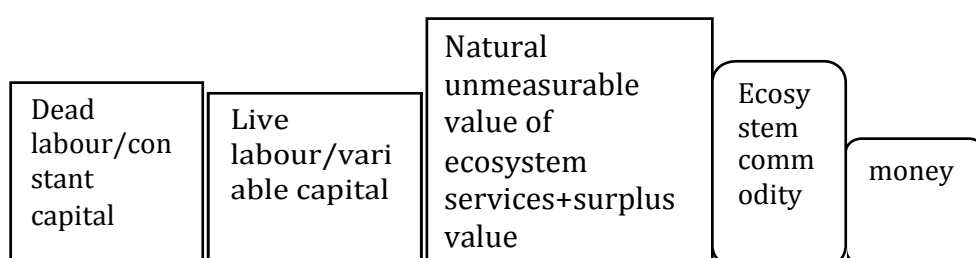 Dead
labour/con
stant
capital
Live
labour/vari
able capital
Natural
unmeasurable
value of
ecosystem
services+surplus
value
Ecosy
stem
comm
odity
money